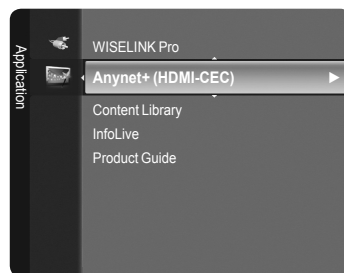 Application
WISELINK Pro
Anynet+ (HDMI-CEC)
Content Library
InfoLive
Product Guide